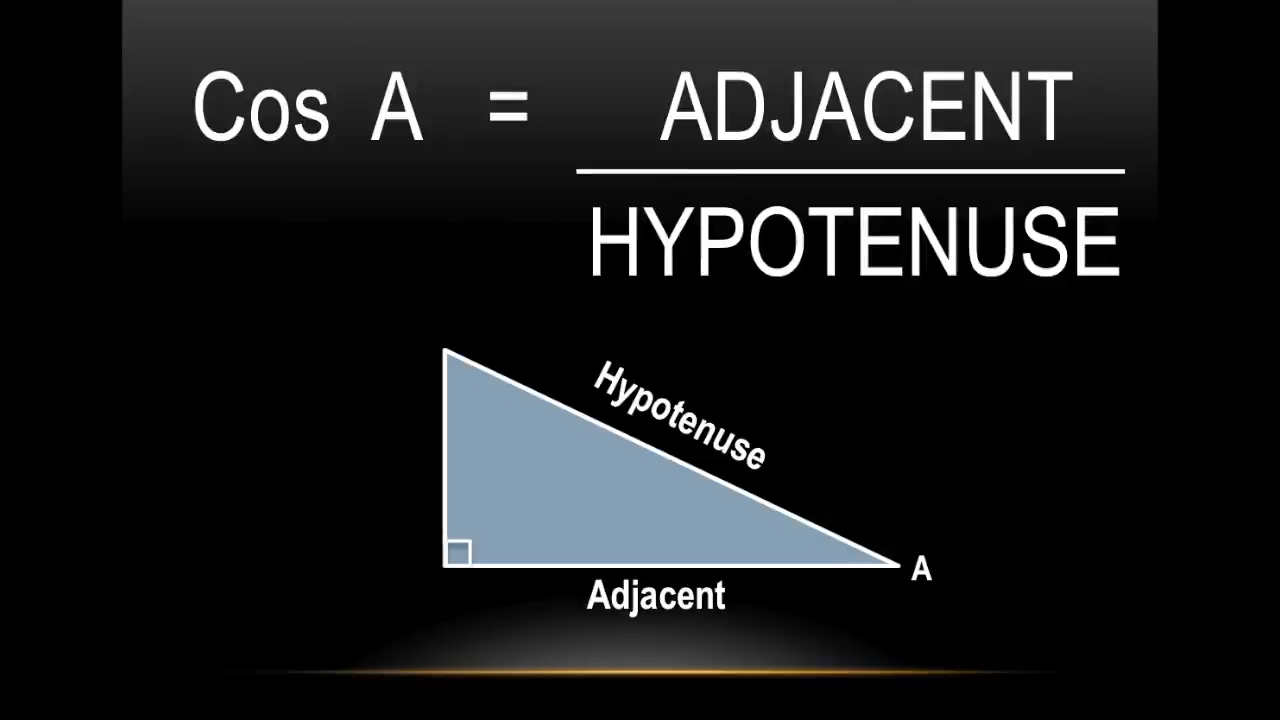 Cos A = ADJACENT
HYPOTENUSE
Hypotenuse
A
Adjacent